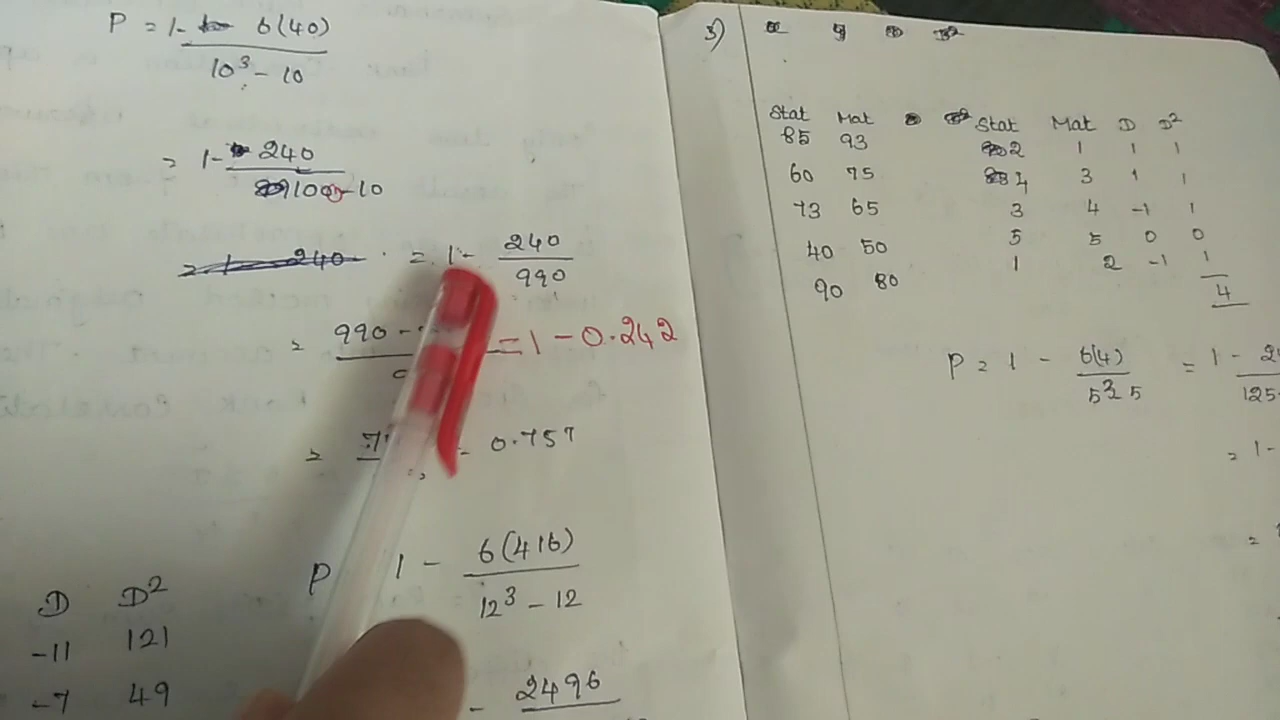 P = 1 - 6(40)
10³ - 10
= 1 - 240
1000-10
= 1 - 240
990
990 -
= 1 - 0.242
= 0.757
P 1 - 6(416)
12³ - 12
D D²
-11 121
-7 49
- 2496
3)
Stat Mat Stat Mat D D²
85 93 2 1 1 1
60 75 4 3 1 1
73 65 3 4 -1 1
40 50 5 5 0 0
90 80 1 2 -1 1
4
P = 1 - 6(4) = 1 -
5³ 5 125-
= 1 -
=